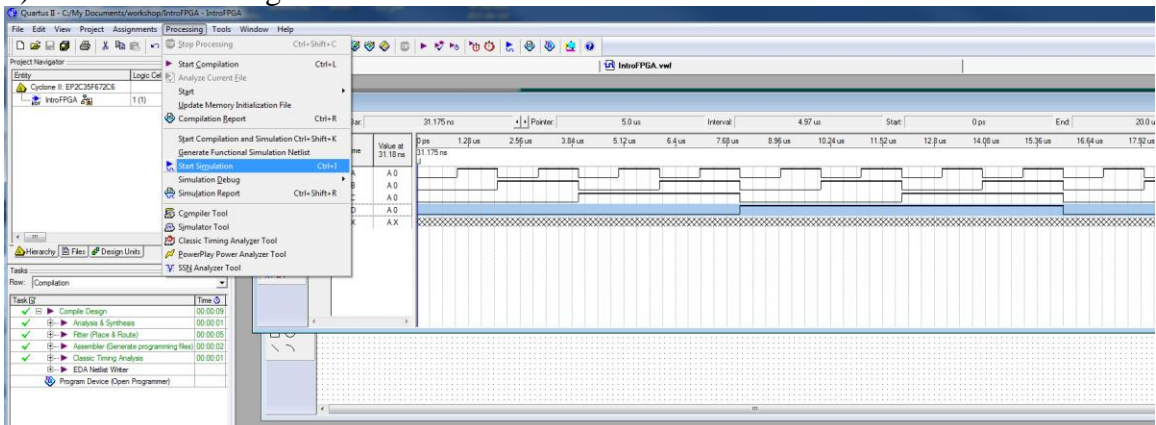 Quartus II - C:/My Documents/workshop/IntroFPGA - IntroFPGA
File Edit View Project Assignments Processing Tools Window Help
Stop Processing Ctrl+Shift+C
Project Navigator
Start Compilation Ctrl+L
IntroFPGA.vwf
Entity Logic Cel
Analyze Current File
Cyclone II: EP2C35F672C6
Start
IntroFPGA 1 (1)
Update Memory Initialization File
Compilation Report Ctrl+R
Bar: 31.175 ns Pointer: 5.0 us Interval: 4.97 us Start: 0 ps End: 20.0 u
Start Compilation and Simulation Ctrl+Shift+K
Generate Functional Simulation Netlist
me Value at 31.18 ns
0 ps 1.28 us 2.56 us 3.84 us 5.12 us 6.4 us 7.68 us 8.96 us 10.24 us 11.52 us 12.8 us 14.08 us 15.36 us 16.64 us 17.92 us
31.175 ns
Start Simulation Ctrl+I
A A 0
Simulation Debug
B A 0
Simulation Report Ctrl+Shift+R
C A 0
D A 0
Compiler Tool
X A X
Simulator Tool
Classic Timing Analyzer Tool
Hierarchy Files Design Units
PowerPlay Power Analyzer Tool
SSN Analyzer Tool
Tasks
Flow: Compilation
Task Time
Compile Design 00:00:09
Analysis & Synthesis 00:00:01
Fitter (Place & Route) 00:00:05
Assembler (Generate programming files) 00:00:02
Classic Timing Analysis 00:00:01
EDA Netlist Writer
Program Device (Open Programmer)